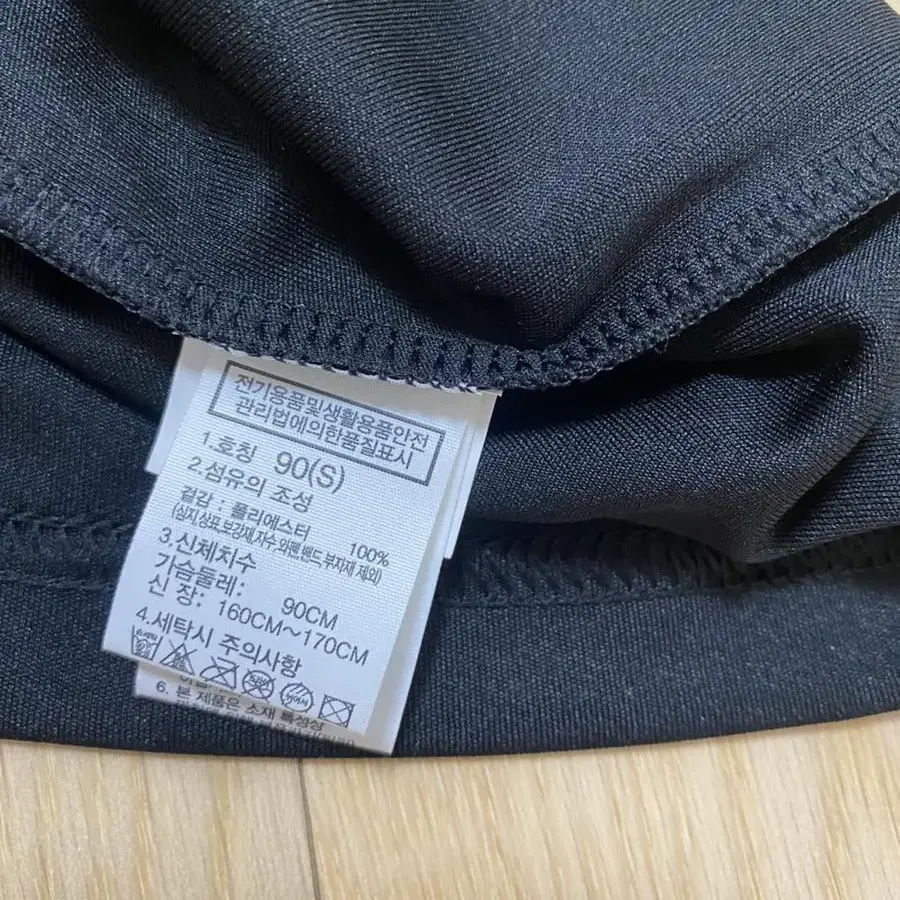 전기용품및생활용품안전
관리법에의한품질표시
1.호칭 90(S)
2.섬유의 조성
겉감 : 폴리에스터 100%
(심지,상표,보강재,자수,와펜,밴드,부자재 제외)
3.신체치수
가슴둘레: 90CM
신 장: 160CM~170CM
4.세탁시 주의사항
6. 본 제품은 소재 특성상